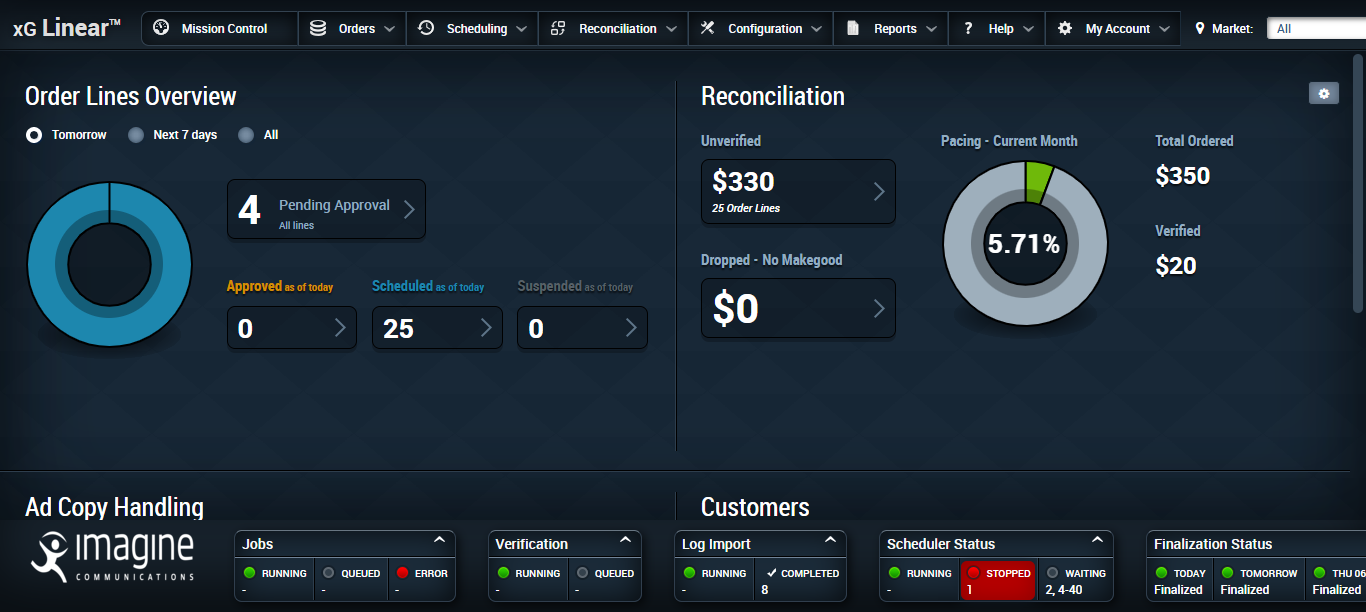 xG Linear™
Mission Control
Orders
Scheduling
Reconciliation
Configuration
Reports
? Help
My Account
Market:
All
Order Lines Overview
Tomorrow
Next 7 days
All
4
Pending Approval
All lines
Approved as of today
Scheduled as of today
Suspended as of today
0
25
0
Reconciliation
Unverified
$330
25 Order Lines
Dropped - No Makegood
$0
Pacing - Current Month
5.71%
Total Ordered
$350
Verified
$20
Ad Copy Handling
Customers
imagine
COMMUNICATIONS
Jobs
RUNNING
QUEUED
ERROR
-
-
-
Verification
RUNNING
QUEUED
-
-
Log Import
RUNNING
COMPLETED
-
8
Scheduler Status
RUNNING
STOPPED
WAITING
-
1
2, 4-40
Finalization Status
TODAY
TOMORROW
THU 06
Finalized
Finalized
Finalized